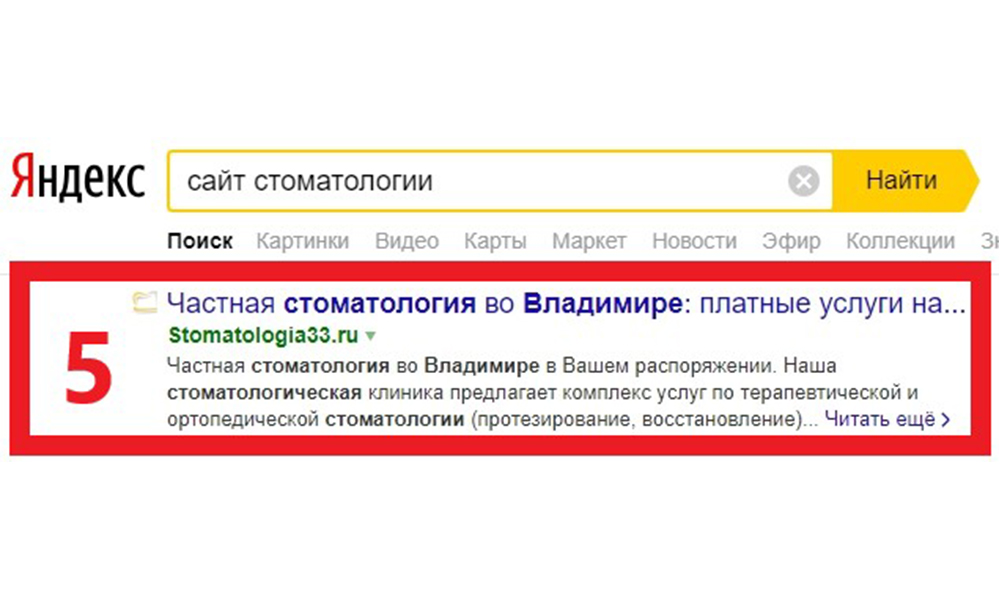 Яндекс
сайт стоматологии
Найти
Поиск Картинки Видео Карты Маркет Новости Эфир Коллекции
5
Частная стоматология во Владимире: платные услуги на...
Stomatologia33.ru
Частная стоматология во Владимире в Вашем распоряжении. Наша
стоматологическая клиника предлагает комплекс услуг по терапевтической и
ортопедической стоматологии (протезирование, восстановление)... Читать ещё >